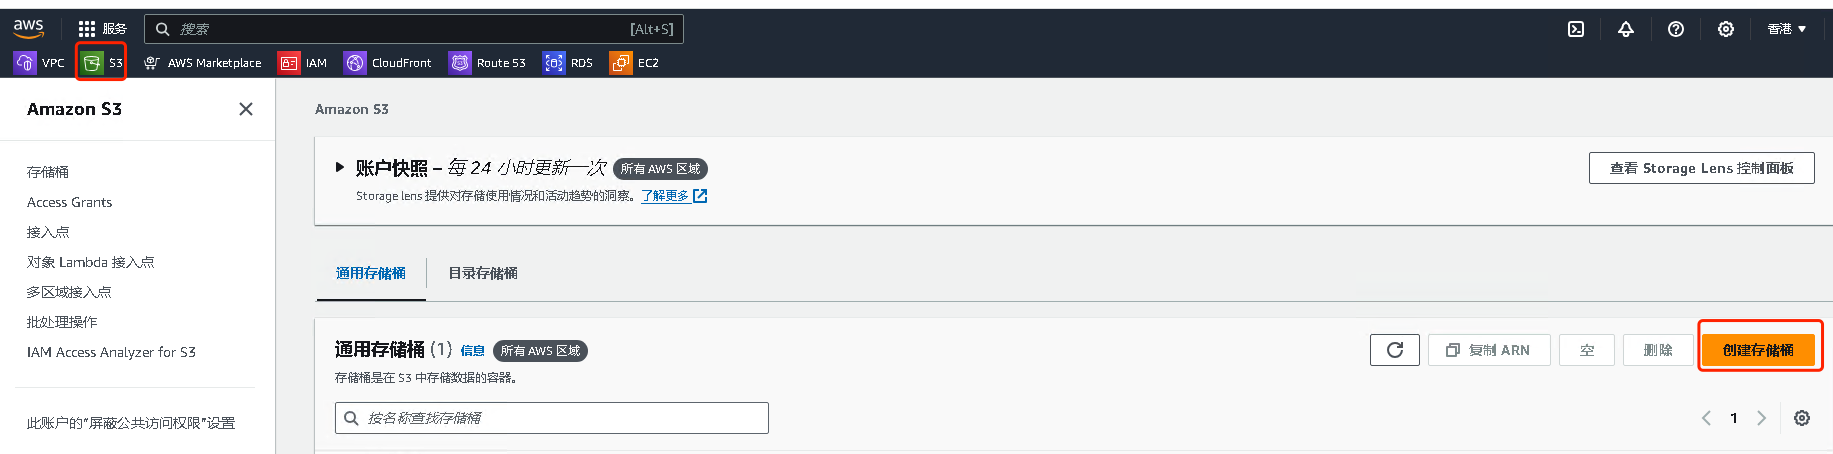 aws 服务 搜索 [Alt+S] 香港
VPC S3 AWS Marketplace IAM CloudFront Route 53 RDS EC2
Amazon S3
存储桶
Access Grants
接入点
对象 Lambda 接入点
多区域接入点
批处理操作
IAM Access Analyzer for S3
此账户的“屏蔽公共访问权限”设置
Amazon S3
账户快照 – 每 24 小时更新一次 所有 AWS 区域 查看 Storage Lens 控制面板
Storage lens 提供对存储使用情况和活动趋势的洞察。了解更多
通用存储桶 目录存储桶
通用存储桶 (1) 信息 所有 AWS 区域 复制 ARN 空 删除 创建存储桶
存储桶是在 S3 中存储数据的容器。
按名称查找存储桶 1